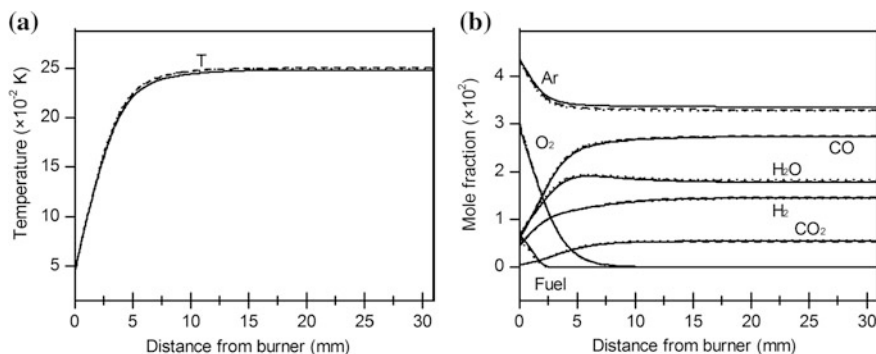 (a)
T
Temperature (×10⁻² K)
25
20
15
10
5
0 5 10 15 20 25 30
Distance from burner (mm)
(b)
Ar
O₂
CO
H₂O
H₂
CO₂
Fuel
Mole fraction (×10²)
4
3
2
1
0
0 5 10 15 20 25 30
Distance from burner (mm)